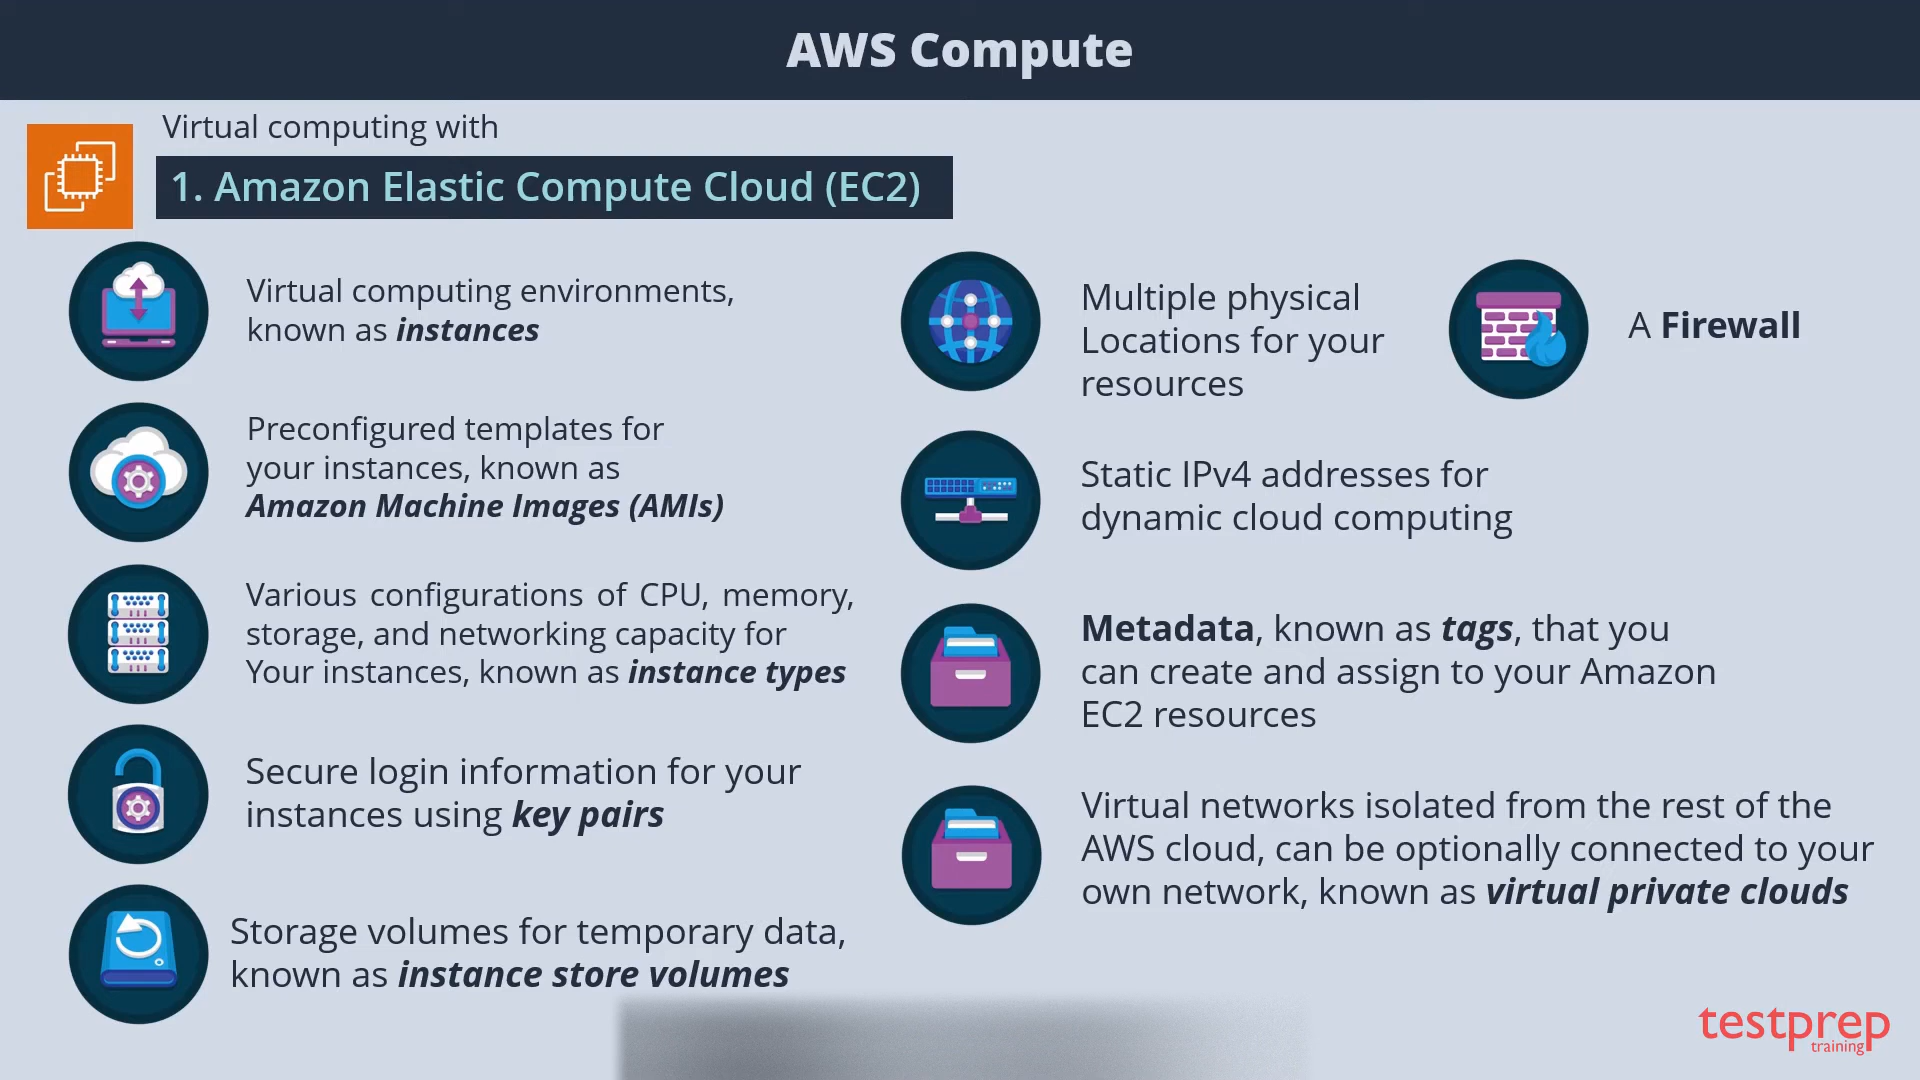 AWS Compute
Virtual computing with
1. Amazon Elastic Compute Cloud (EC2)
Virtual computing environments,
known as instances
Preconfigured templates for
your instances, known as
Amazon Machine Images (AMIs)
Various configurations of CPU, memory,
storage, and networking capacity for
Your instances, known as instance types
Secure login information for your
instances using key pairs
Storage volumes for temporary data,
known as instance store volumes
Multiple physical
Locations for your
resources
A Firewall
Static IPv4 addresses for
dynamic cloud computing
Metadata, known as tags, that you
can create and assign to your Amazon
EC2 resources
Virtual networks isolated from the rest of the
AWS cloud, can be optionally connected to your
own network, known as virtual private clouds
testprep
training